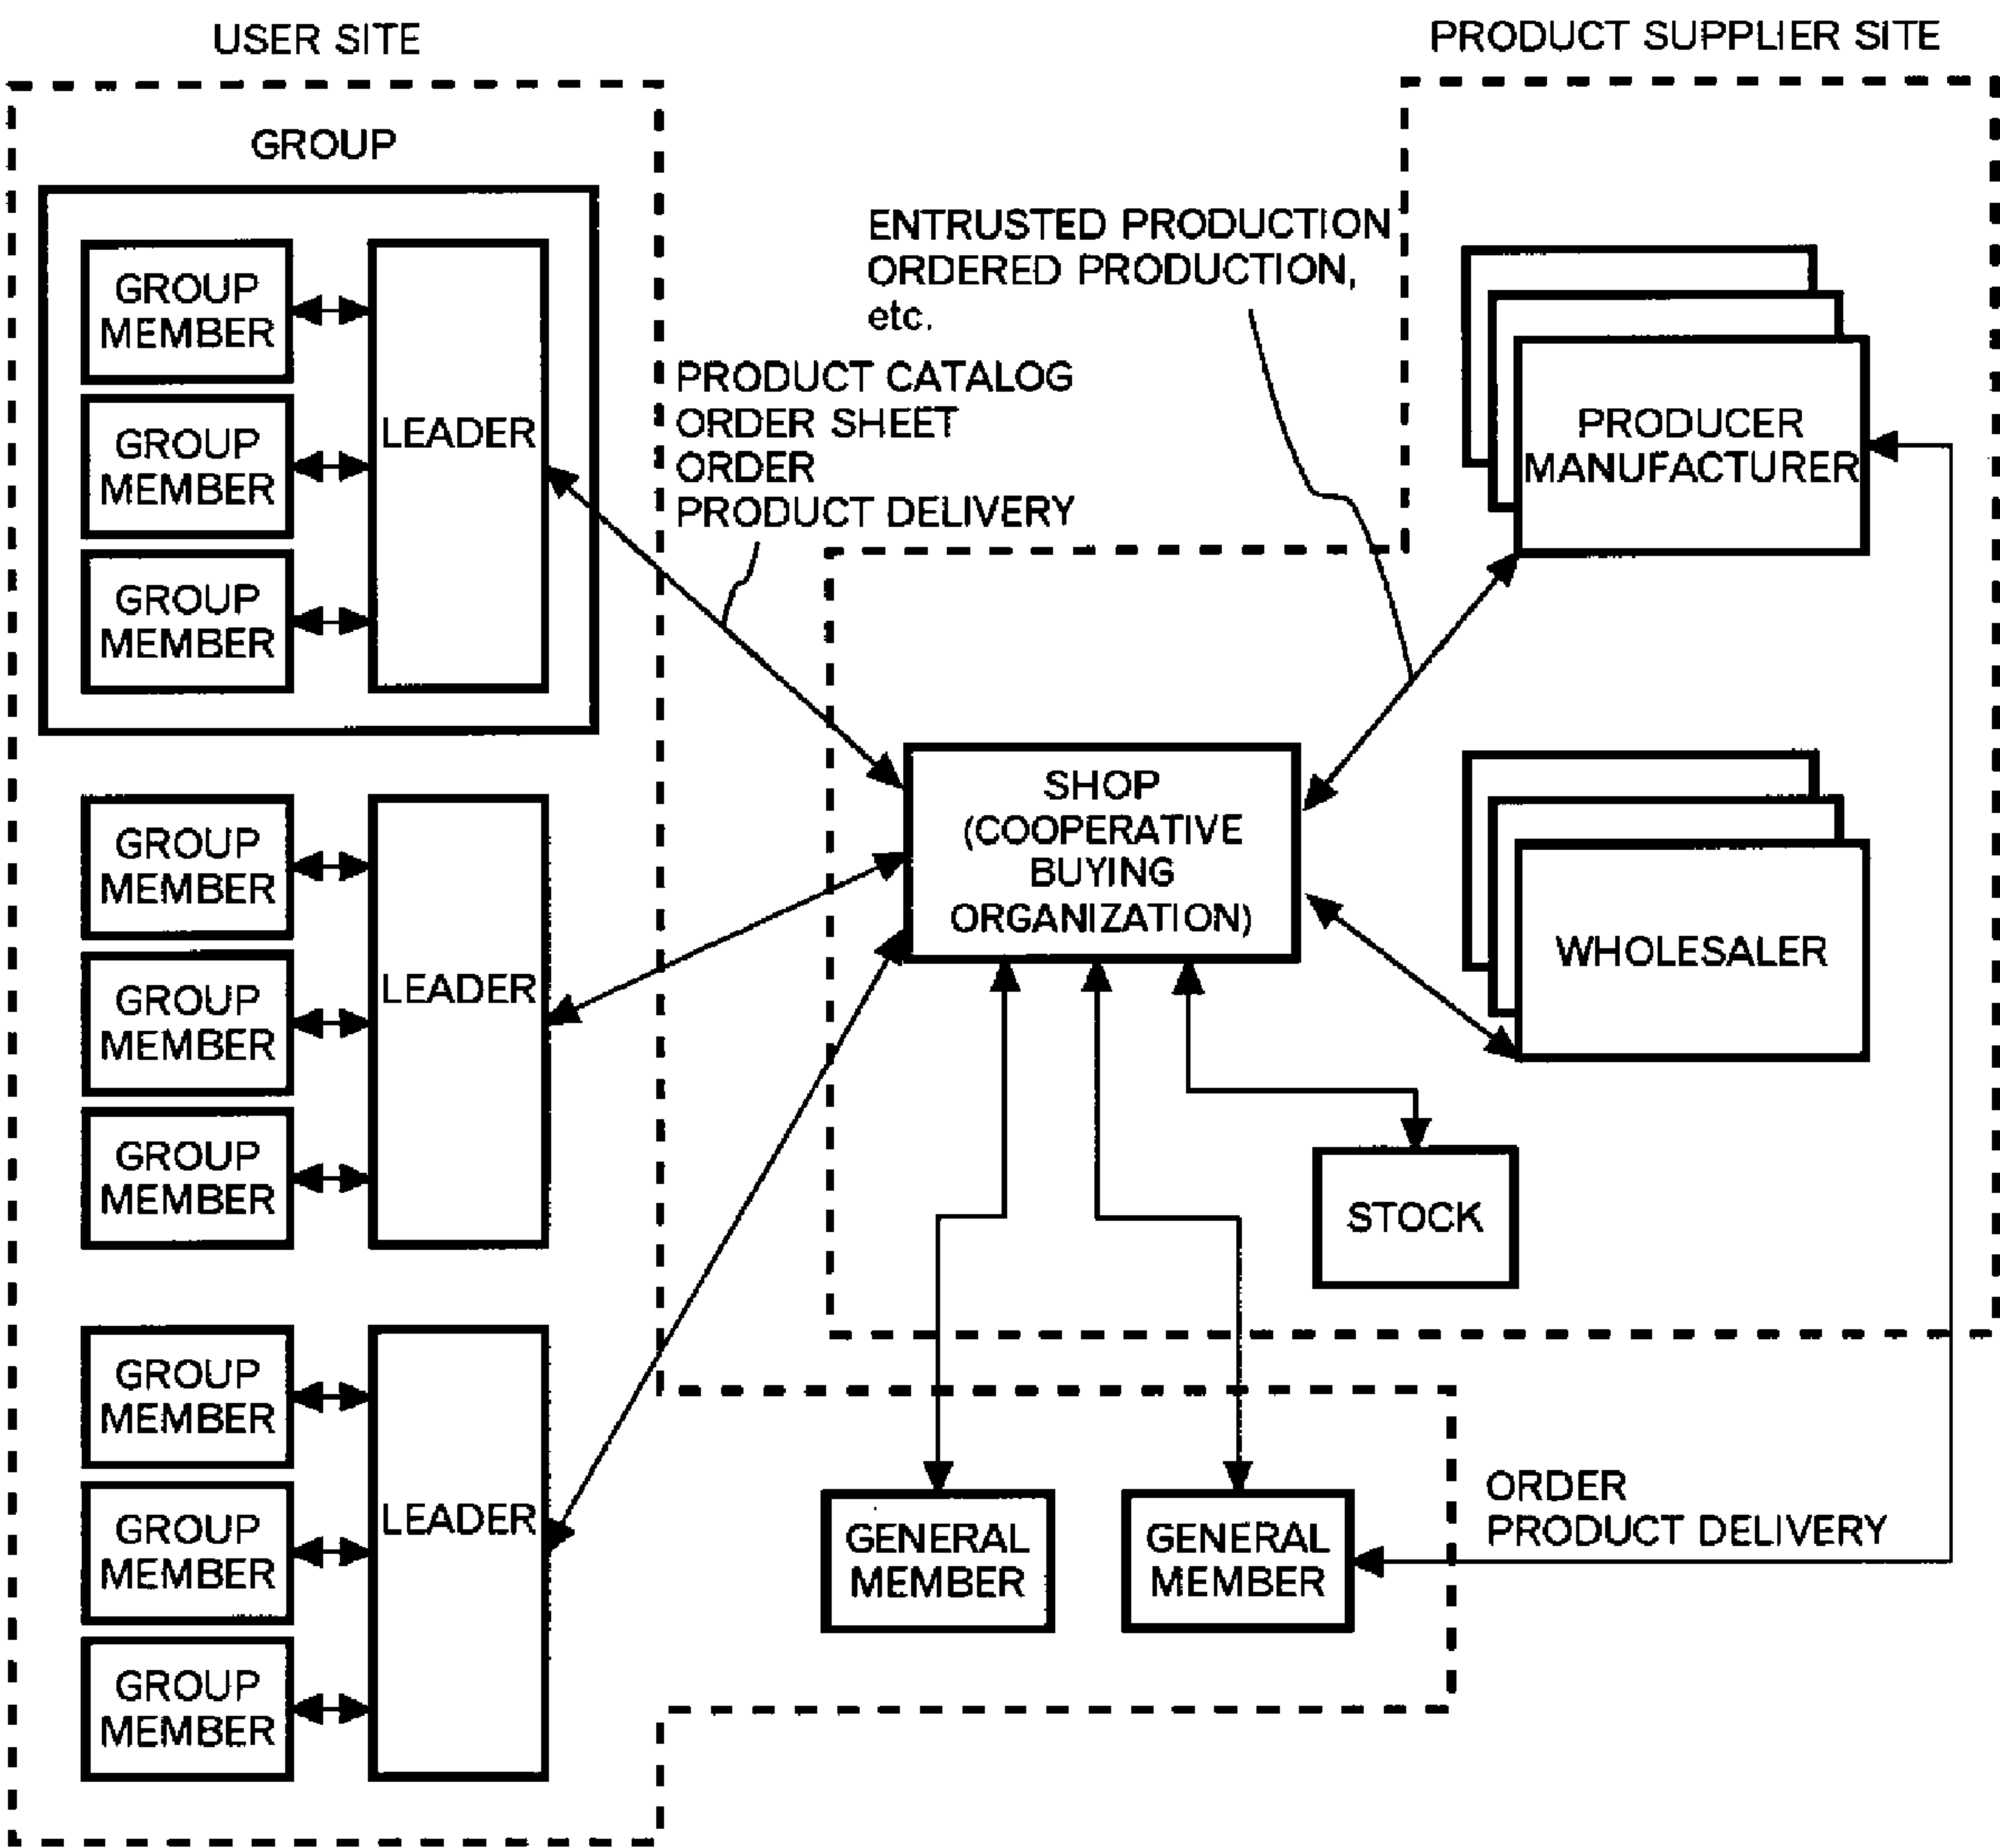 USER SITE
PRODUCT SUPPLIER SITE
GROUP
GROUP
MEMBER
GROUP
MEMBER
GROUP
MEMBER
LEADER
ENTRUSTED PRODUCTION
ORDERED PRODUCTION,
etc.
PRODUCT CATALOG
ORDER SHEET
ORDER
PRODUCT DELIVERY
PRODUCER
MANUFACTURER
SHOP
(COOPERATIVE
BUYING
ORGANIZATION)
WHOLESALER
GROUP
MEMBER
GROUP
MEMBER
GROUP
MEMBER
LEADER
STOCK
GROUP
MEMBER
GROUP
MEMBER
GROUP
MEMBER
LEADER
GENERAL
MEMBER
GENERAL
MEMBER
ORDER
PRODUCT DELIVERY